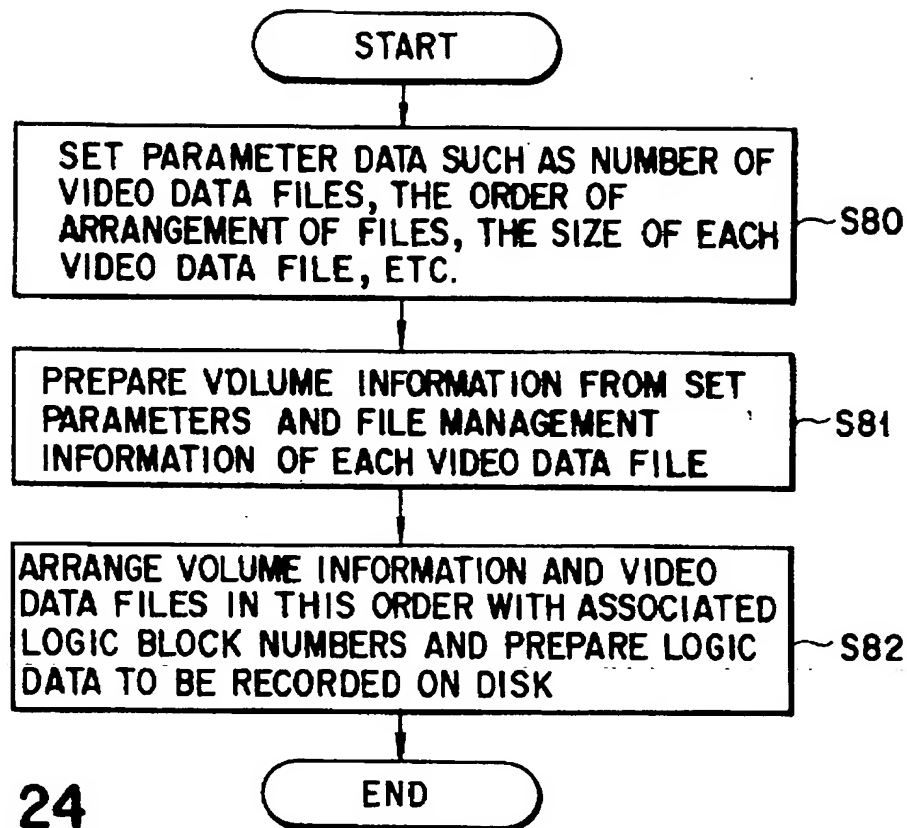 START
SET PARAMETER DATA SUCH AS NUMBER OF
VIDEO DATA FILES, THE ORDER OF
ARRANGEMENT OF FILES, THE SIZE OF EACH
VIDEO DATA FILE, ETC.
S80
PREPARE VOLUME INFORMATION FROM SET
PARAMETERS AND FILE MANAGEMENT
INFORMATION OF EACH VIDEO DATA FILE
S81
ARRANGE VOLUME INFORMATION AND VIDEO
DATA FILES IN THIS ORDER WITH ASSOCIATED
LOGIC BLOCK NUMBERS AND PREPARE LOGIC
DATA TO BE RECORDED ON DISK
S82
END
24